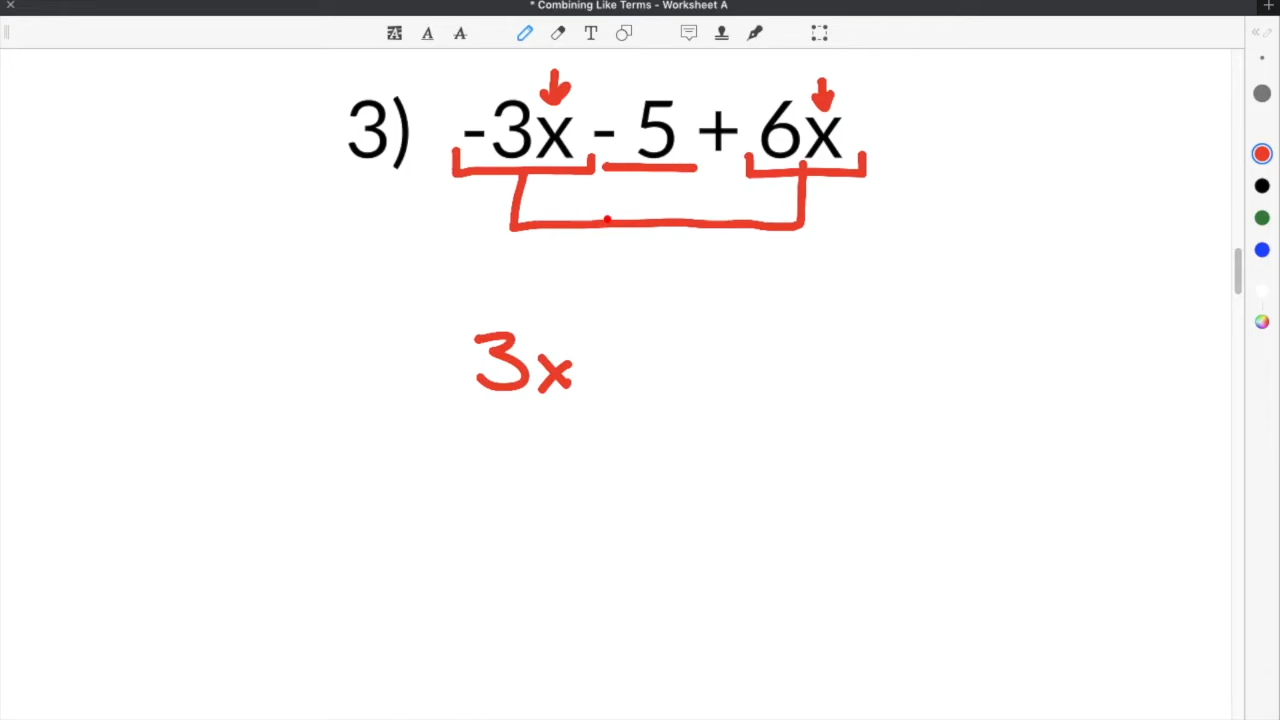 * Combining Like Terms - Worksheet A
A A A T
3) -3x - 5 + 6x
3x